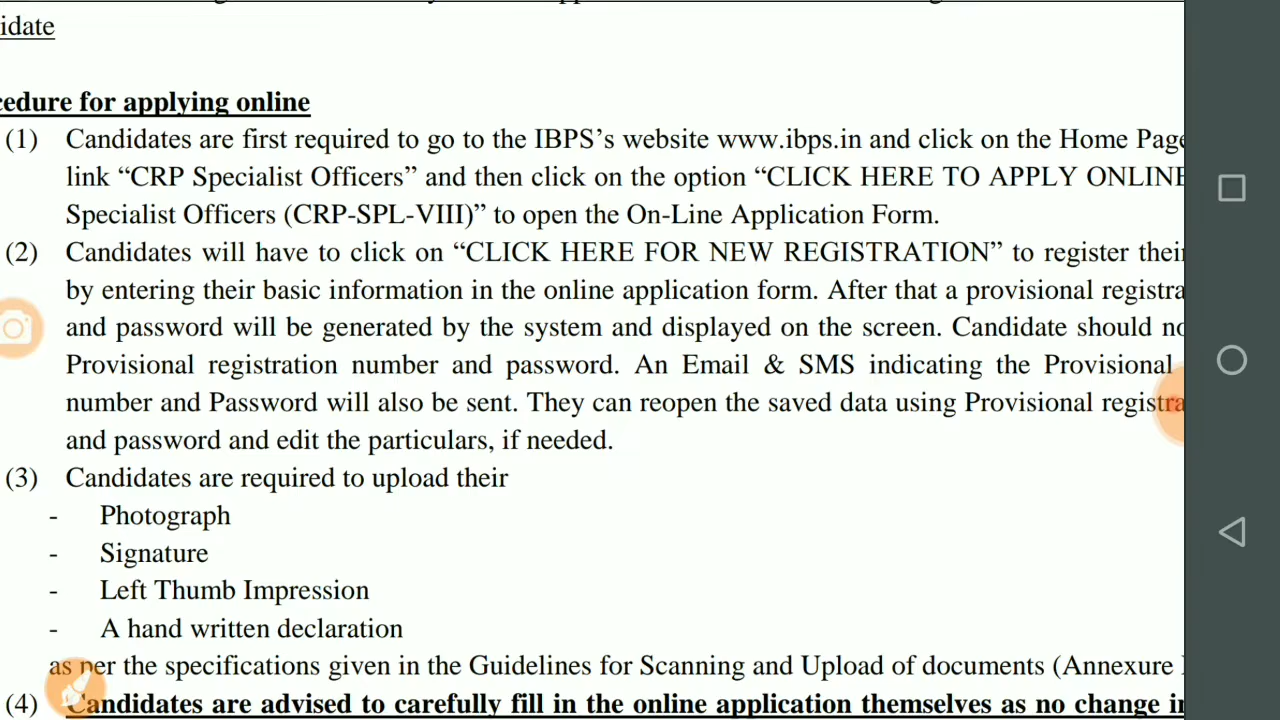 idate
cedure for applying online
(1) Candidates are first required to go to the IBPS’s website www.ibps.in and click on the Home Page
link “CRP Specialist Officers” and then click on the option “CLICK HERE TO APPLY ONLINE
Specialist Officers (CRP-SPL-VIII)” to open the On-Line Application Form.
(2) Candidates will have to click on “CLICK HERE FOR NEW REGISTRATION” to register their
by entering their basic information in the online application form. After that a provisional registra
and password will be generated by the system and displayed on the screen. Candidate should no
Provisional registration number and password. An Email & SMS indicating the Provisional
number and Password will also be sent. They can reopen the saved data using Provisional registra
and password and edit the particulars, if needed.
(3) Candidates are required to upload their
- Photograph
- Signature
- Left Thumb Impression
- A hand written declaration
as per the specifications given in the Guidelines for Scanning and Upload of documents (Annexure
(4) Candidates are advised to carefully fill in the online application themselves as no change in